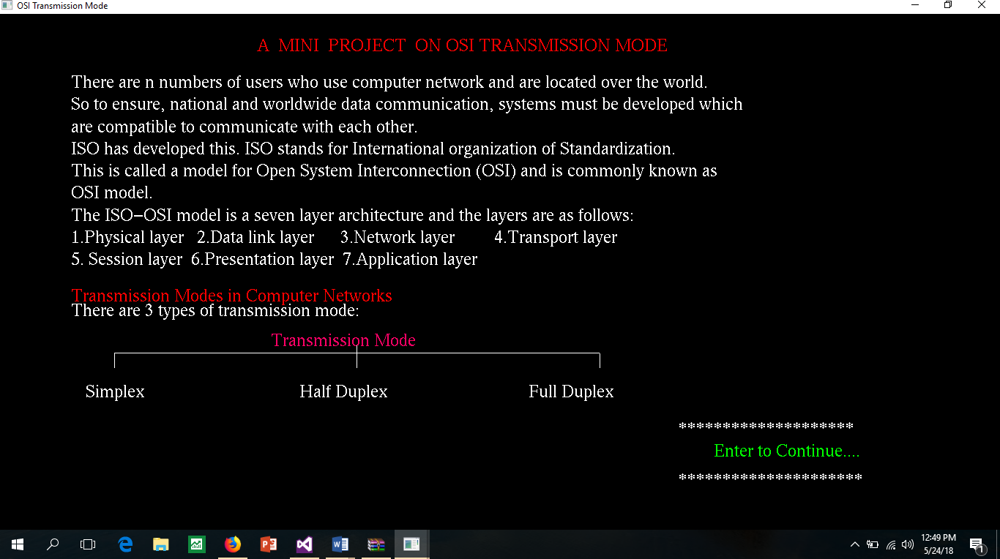 OSI Transmission Mode
A MINI PROJECT ON OSI TRANSMISSION MODE
There are n numbers of users who use computer network and are located over the world.
So to ensure, national and worldwide data communication, systems must be developed which
are compatible to communicate with each other.
ISO has developed this. ISO stands for International organization of Standardization.
This is called a model for Open System Interconnection (OSI) and is commonly known as
OSI model.
The ISO−OSI model is a seven layer architecture and the layers are as follows:
1.Physical layer 2.Data link layer 3.Network layer 4.Transport layer
5. Session layer 6.Presentation layer 7.Application layer
Transmission Modes in Computer Networks
There are 3 types of transmission mode:
Transmission Mode
Simplex Half Duplex Full Duplex
********************
Enter to Continue....
*********************
12:49 PM
5/24/18
1